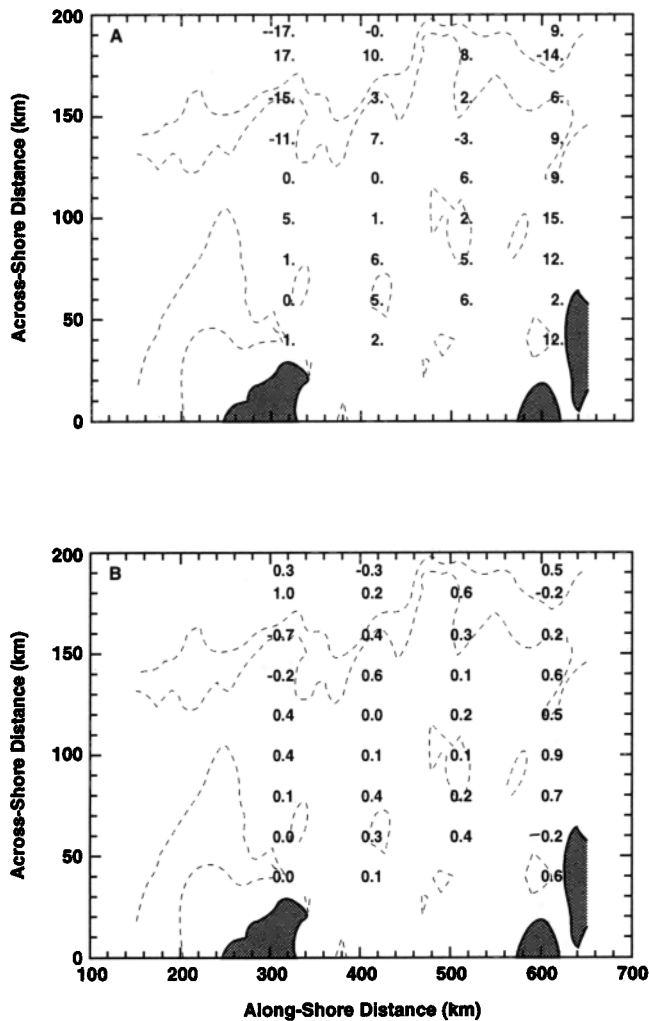 200
A
--17. -0. 9.
17. 10. 8. -14.
150
-15. 3. 2. 6.
-11. 7. -3. 9.
0. 0. 6. 9.
100
5. 1. 2. 15.
1. 6. 5. 12.
0. 5. 6. 2.
50
1. 2. 12.
0
Across-Shore Distance (km)
200
B
0.3 -0.3 0.5
1.0 0.2 0.6 -0.2
150
-0.7 0.4 0.3 0.2
-0.2 0.6 0.1 0.6
0.4 0.0 0.2 0.5
100
0.4 0.1 0.1 0.9
0.1 0.4 0.2 0.7
0.0 0.3 0.4 -0.2
50
0.0 0.1 0.6
0
Across-Shore Distance (km)
100 200 300 400 500 600 700
Along-Shore Distance (km)